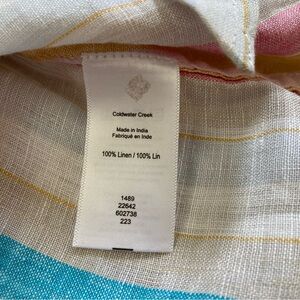 Coldwater Creek
Made in India
Fabriqué en Inde
100% Linen / 100% Lin
1489
22642
602738
223